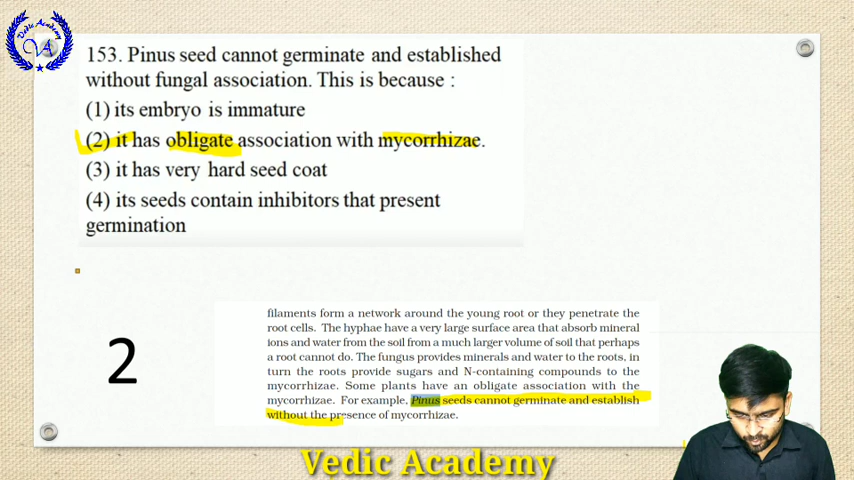 Vedic Academy
VA
153. Pinus seed cannot germinate and established
without fungal association. This is because :
(1) its embryo is immature
(2) it has obligate association with mycorrhizae.
(3) it has very hard seed coat
(4) its seeds contain inhibitors that present
germination
2
filaments form a network around the young root or they penetrate the
root cells. The hyphae have a very large surface area that absorb mineral
ions and water from the soil from a much larger volume of soil that perhaps
a root cannot do. The fungus provides minerals and water to the roots, in
turn the roots provide sugars and N-containing compounds to the
mycorrhizae. Some plants have an obligate association with the
mycorrhizae. For example, Pinus seeds cannot germinate and establish
without the presence of mycorrhizae.
Vedic Academy